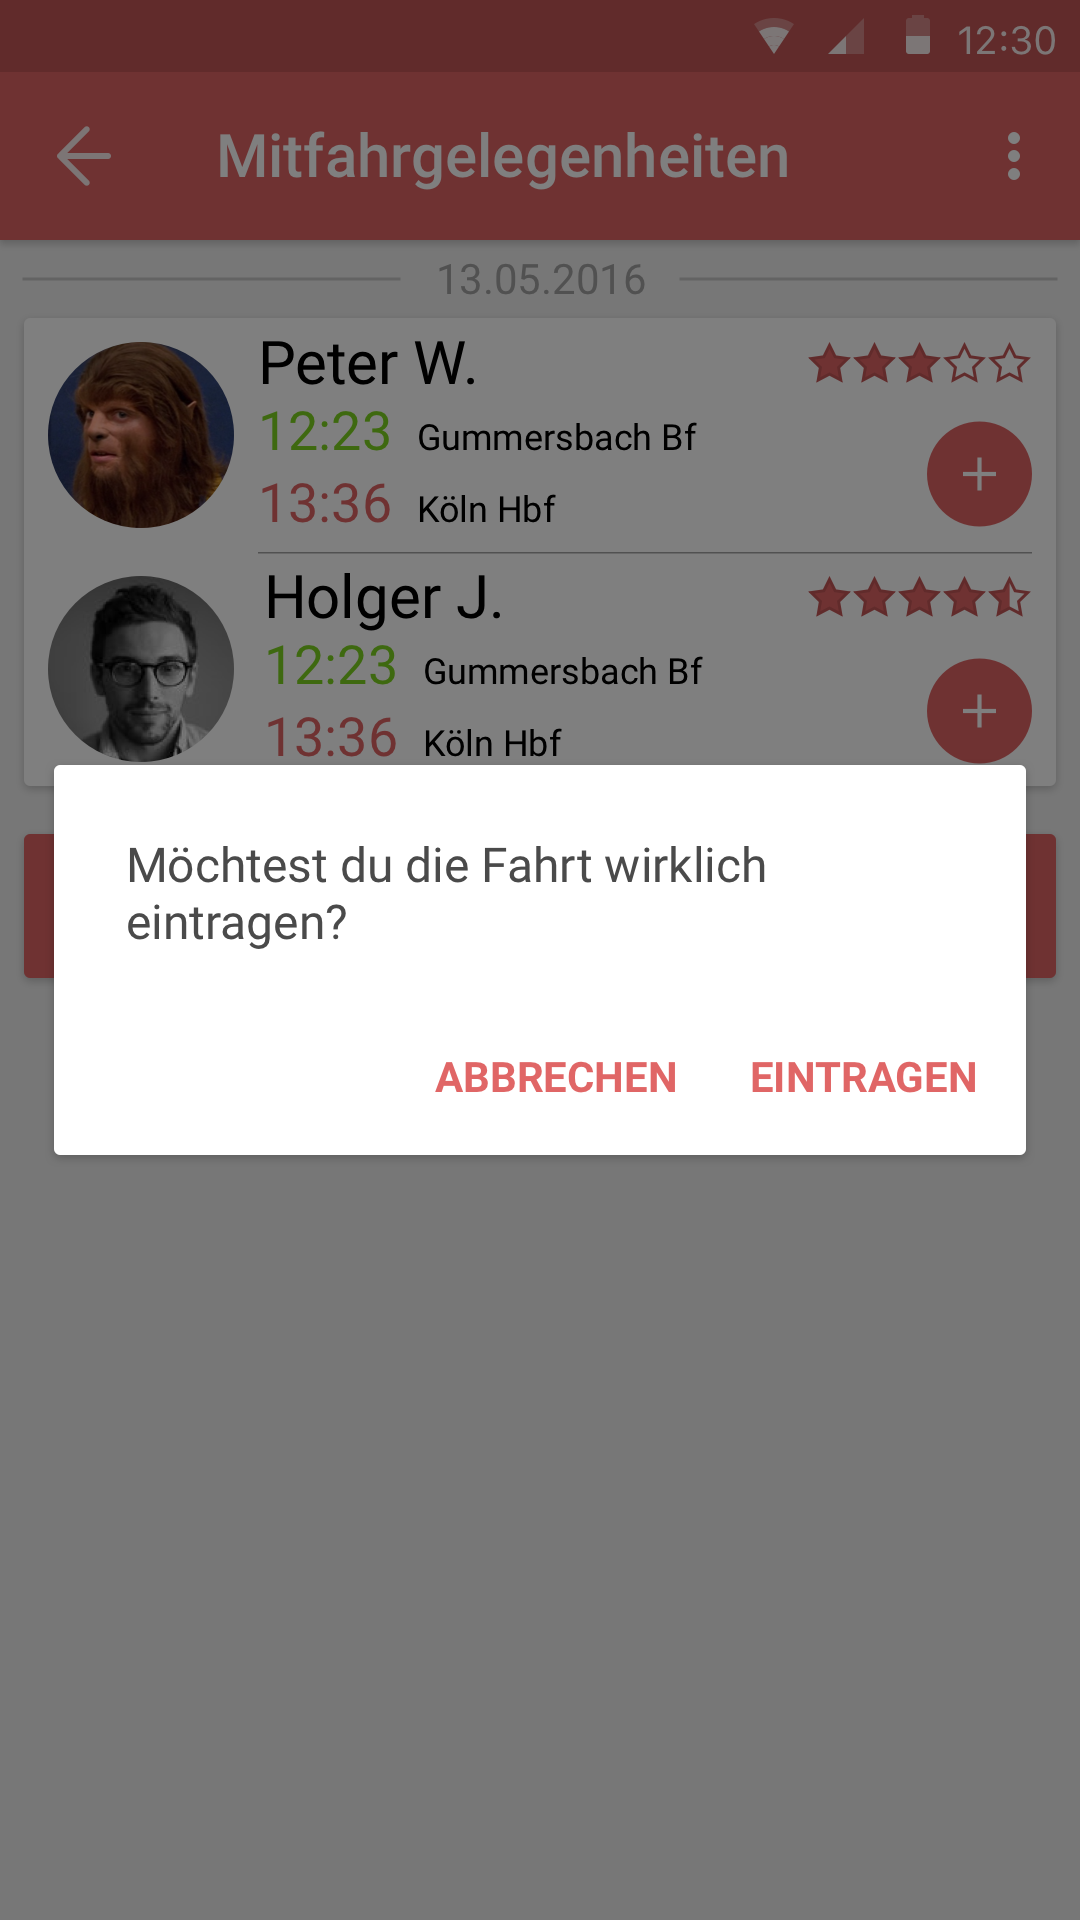 12:30
Mitfahrgelegenheiten
13.05.2016
Peter W.
12:23 Gummersbach Bf
13:36 Köln Hbf
Holger J.
12:23 Gummersbach Bf
13:36 Köln Hbf
Möchtest du die Fahrt wirklich
eintragen?
ABBRECHEN EINTRAGEN